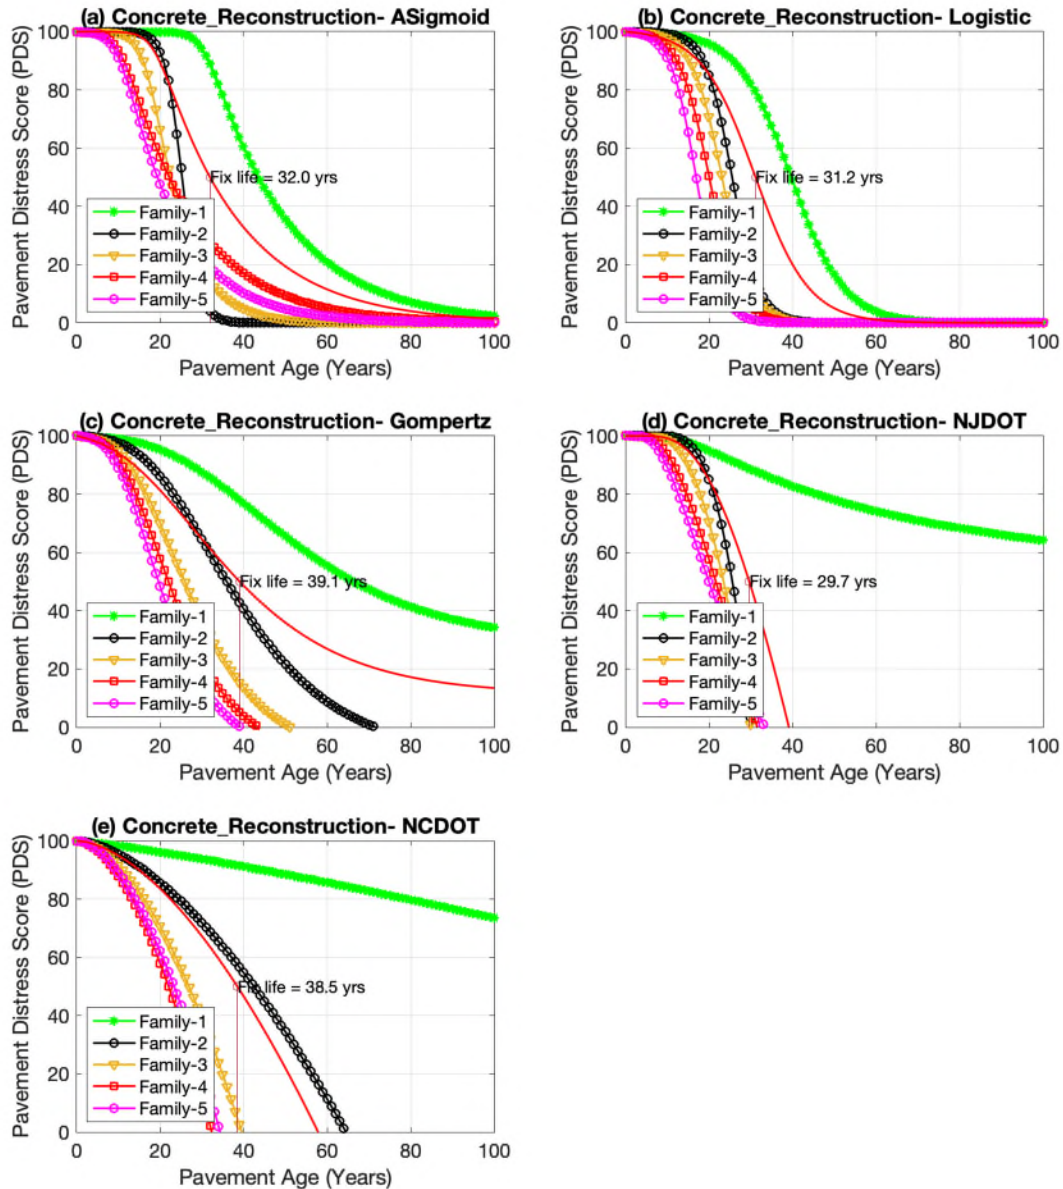 (a) Concrete_Reconstruction- ASigmoid
Pavement Distress Score (PDS)
100
80
60
40
20
0
Fix life = 32.0 yrs
Family-1
Family-2
Family-3
Family-4
Family-5
0 20 40 60 80 100
Pavement Age (Years)
(b) Concrete_Reconstruction- Logistic
Pavement Distress Score (PDS)
100
80
60
40
20
0
Fix life = 31.2 yrs
Family-1
Family-2
Family-3
Family-4
Family-5
0 20 40 60 80 100
Pavement Age (Years)
(c) Concrete_Reconstruction- Gompertz
Pavement Distress Score (PDS)
100
80
60
40
20
0
Fix life = 39.1 yrs
Family-1
Family-2
Family-3
Family-4
Family-5
0 20 40 60 80 100
Pavement Age (Years)
(d) Concrete_Reconstruction- NJDOT
Pavement Distress Score (PDS)
100
80
60
40
20
0
Fix life = 29.7 yrs
Family-1
Family-2
Family-3
Family-4
Family-5
0 20 40 60 80 100
Pavement Age (Years)
(e) Concrete_Reconstruction- NCDOT
Pavement Distress Score (PDS)
100
80
60
40
20
0
Fix life = 38.5 yrs
Family-1
Family-2
Family-3
Family-4
Family-5
0 20 40 60 80 100
Pavement Age (Years)